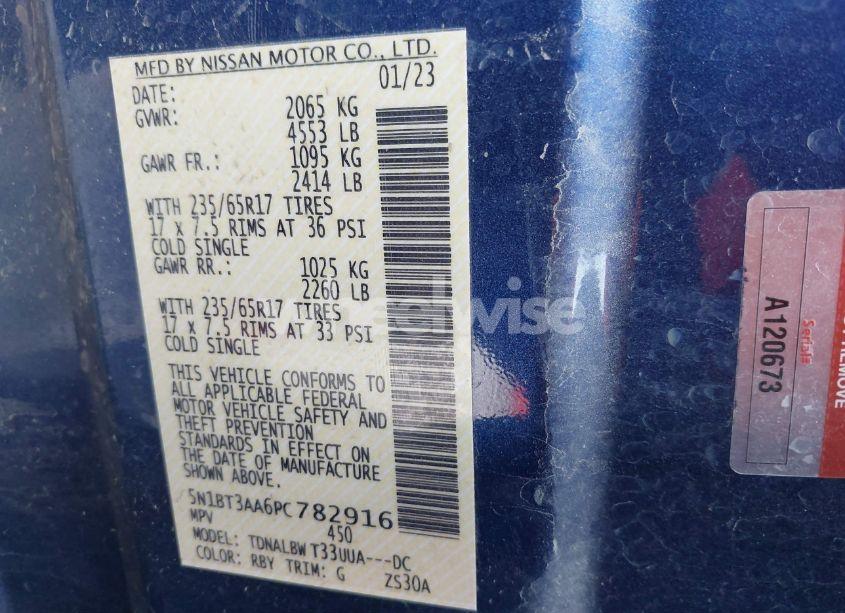 MFD BY NISSAN MOTOR CO., LTD.
DATE: 01/23
GVWR: 2065 KG
4553 LB
GAWR FR.: 1095 KG
2414 LB
WITH 235/65R17 TIRES
17 x 7.5 RIMS AT 36 PSI
COLD SINGLE
GAWR RR.: 1025 KG
2260 LB
WITH 235/65R17 TIRES
17 x 7.5 RIMS AT 33 PSI
COLD SINGLE
THIS VEHICLE CONFORMS TO
ALL APPLICABLE FEDERAL
MOTOR VEHICLE SAFETY AND
THEFT PREVENTION
STANDARDS IN EFFECT ON
THE DATE OF MANUFACTURE
SHOWN ABOVE.
5N1BT3AA6PC782916
MPV 450
MODEL: TDNALBW T33UUA---DC
COLOR: RBY TRIM: G ZS30A
Serial#
A120673
REMOVE